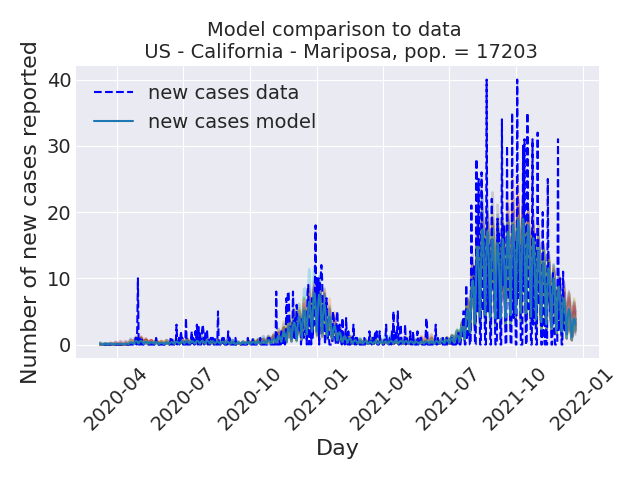 Model comparison to data
US - California - Mariposa, pop. = 17203
new cases data
new cases model
Number of new cases reported
40
30
20
10
0
2020-04
2020-07
2020-10
2021-01
2021-04
2021-07
2021-10
2022-01
Day